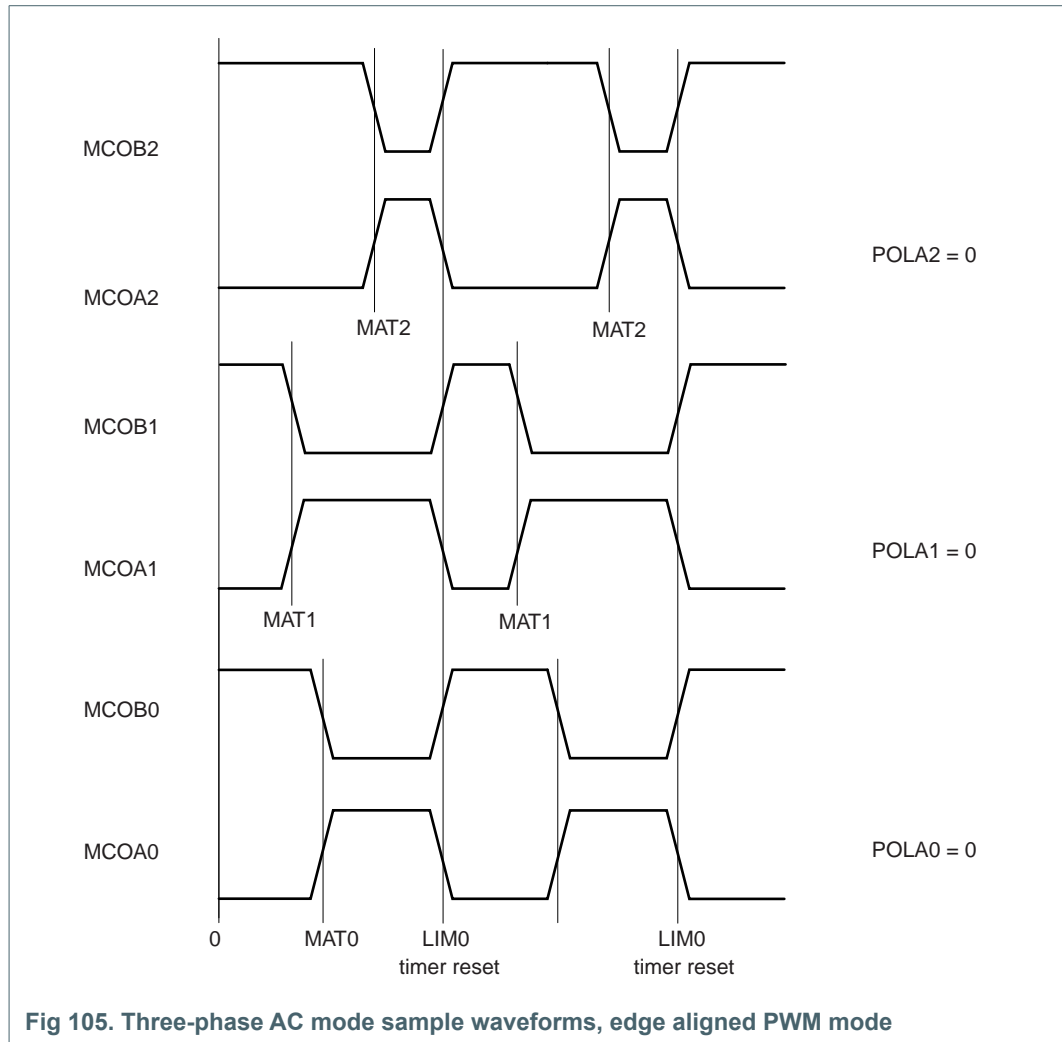 MCOB2
POLA2 = 0
MCOA2
MAT2 MAT2
MCOB1
POLA1 = 0
MCOA1
MAT1 MAT1
MCOB0
MCOA0 POLA0 = 0
0 MAT0 LIM0 LIM0
timer reset timer reset
Fig 105. Three-phase AC mode sample waveforms, edge aligned PWM mode